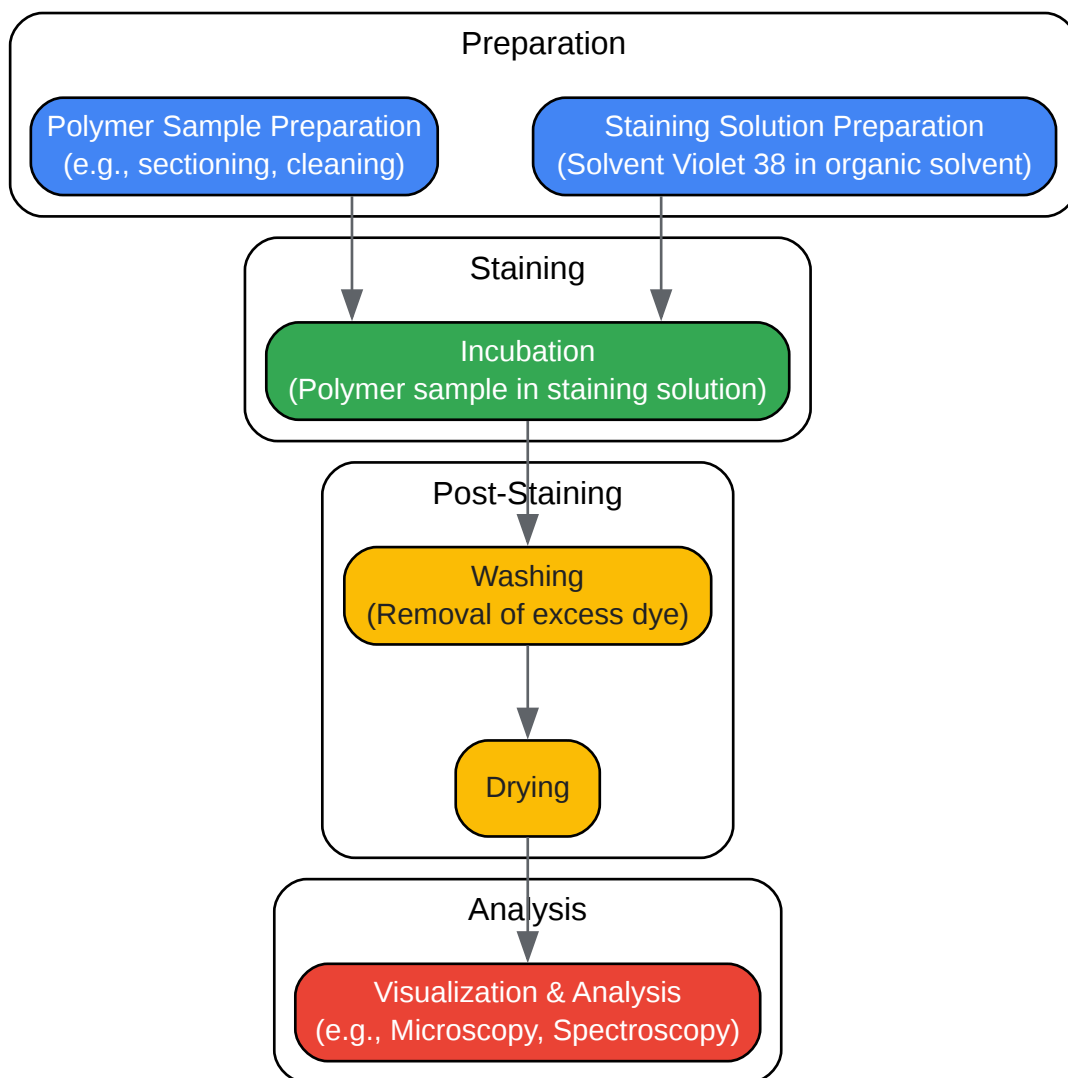 Preparation
Polymer Sample Preparation
(e.g., sectioning, cleaning)
Staining Solution Preparation
(Solvent Violet 38 in organic solvent)
Staining
Incubation
(Polymer sample in staining solution)
Post-Staining
Washing
(Removal of excess dye)
Drying
Analysis
Visualization & Analysis
(e.g., Microscopy, Spectroscopy)